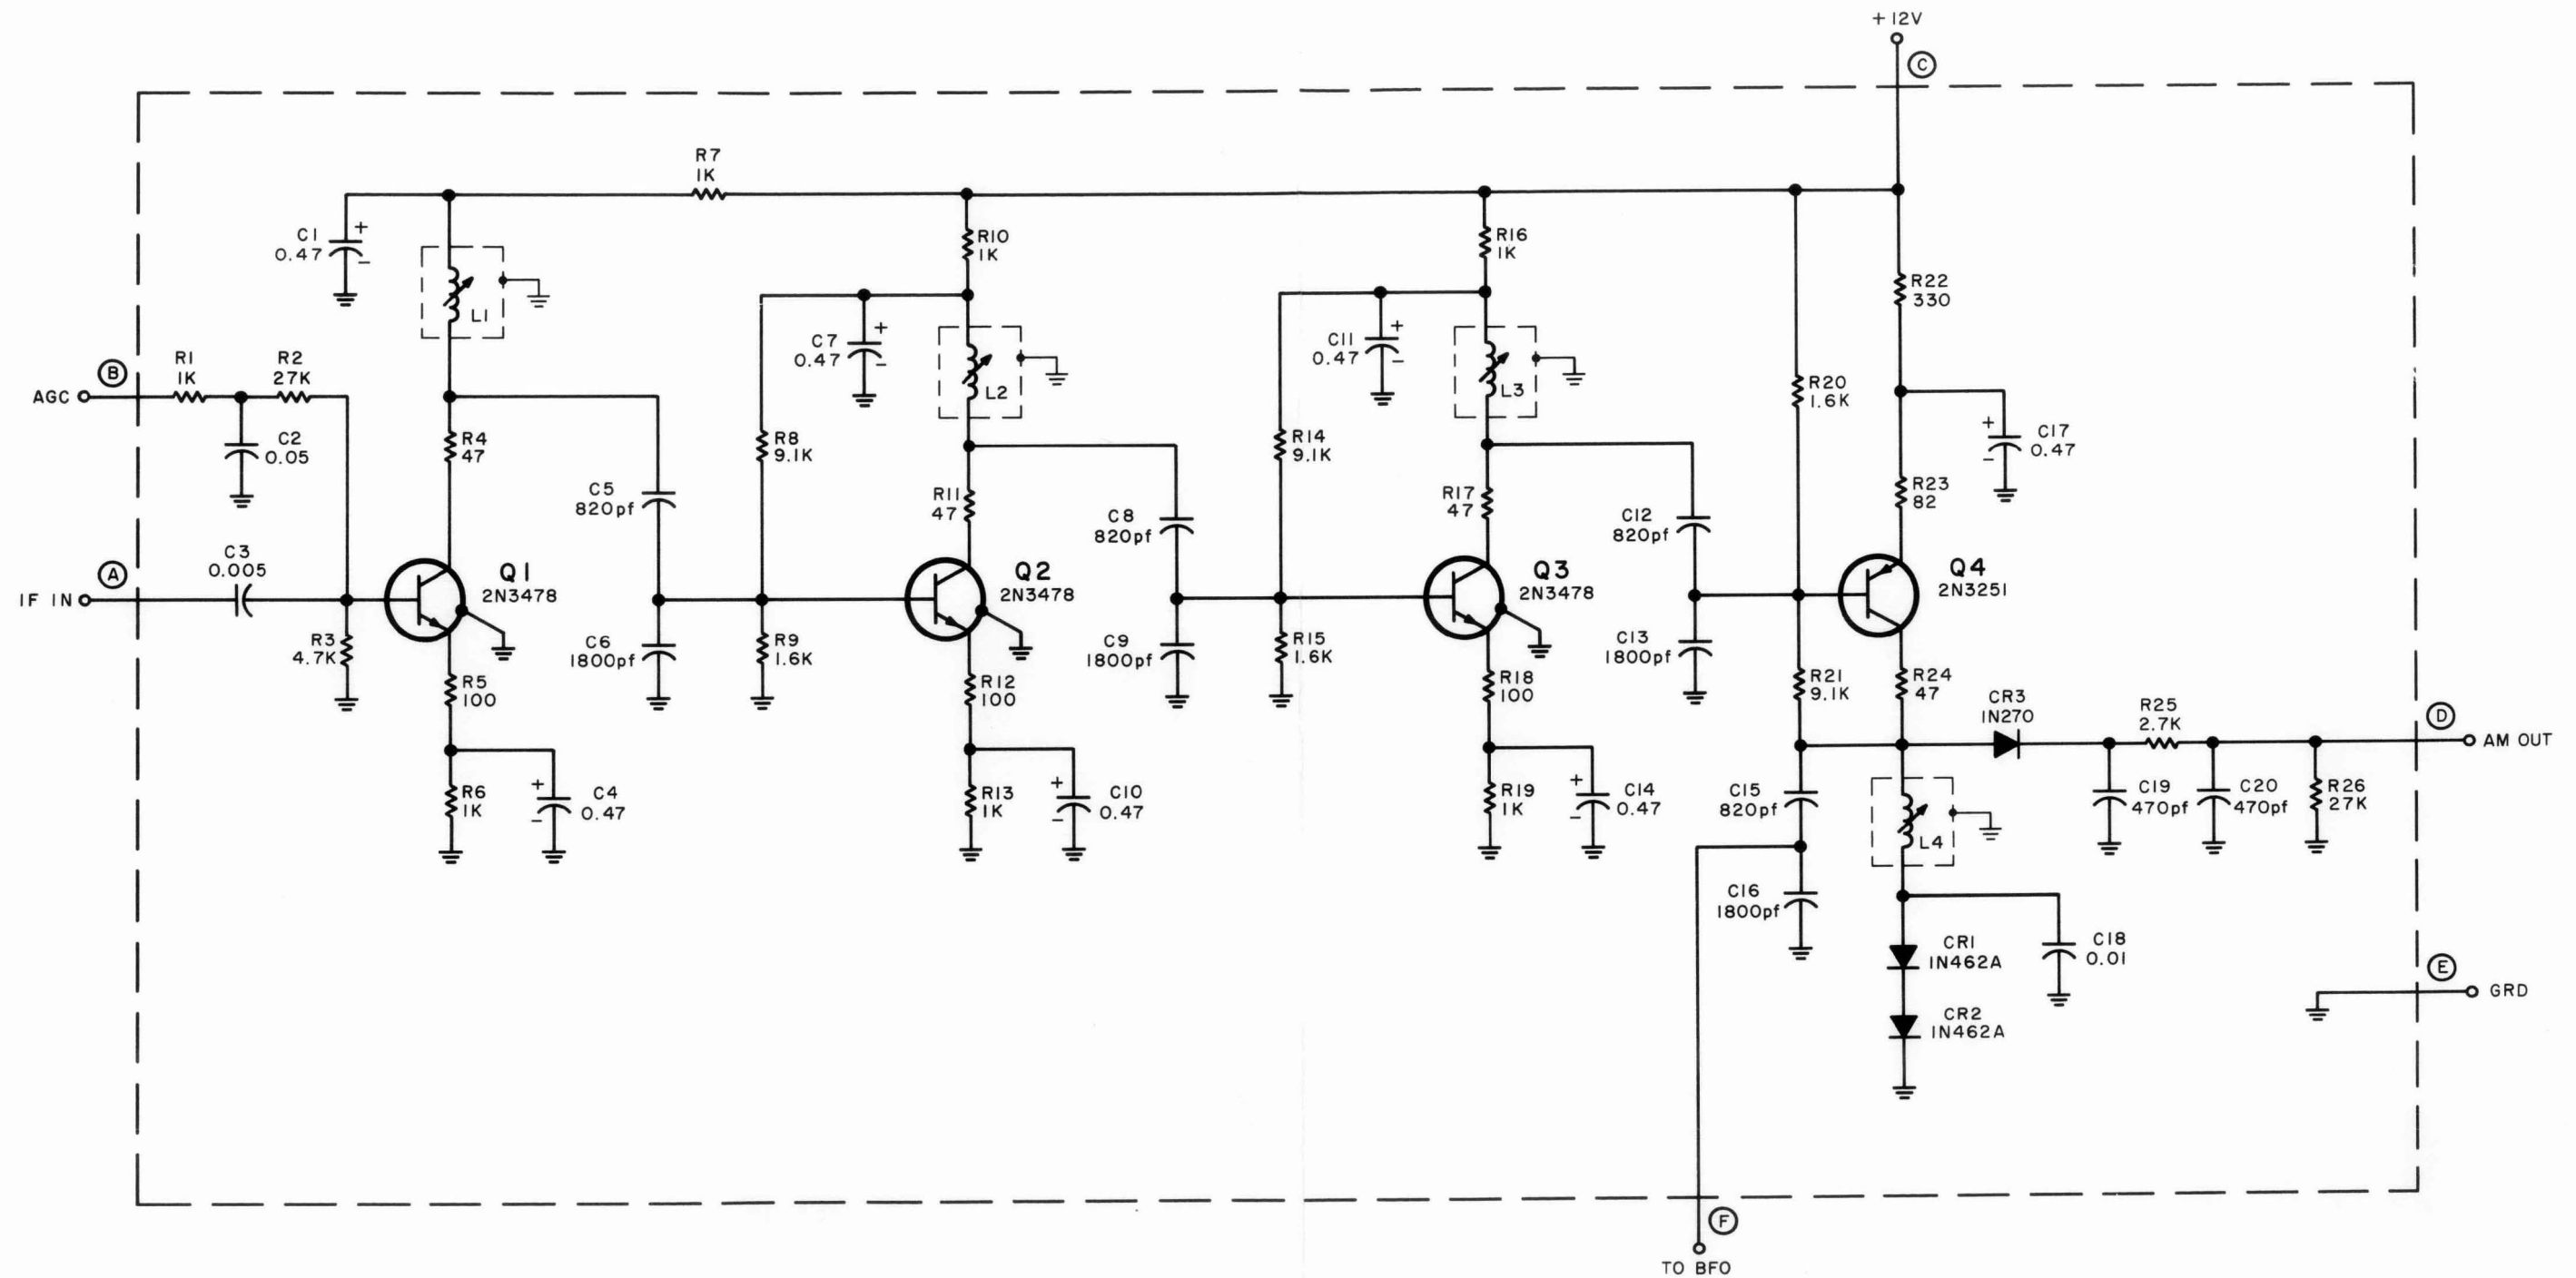 +12V
C
R7
1K
C1
+
0.47
−
L1
R10
1K
R16
1K
R22
330
B
AGC
R1
1K
R2
27K
C2
0.05
R4
47
C7
+
0.47
−
L2
C11
+
0.47
−
L3
R20
1.6K
+
C17
0.47
−
R8
9.1K
R14
9.1K
R23
82
C5
820pf
R11
47
C8
820pf
R17
47
C12
820pf
A
IF IN
C3
0.005
Q1
2N3478
Q2
2N3478
Q3
2N3478
Q4
2N3251
R3
4.7K
C6
1800pf
R9
1.6K
C9
1800pf
R15
1.6K
C13
1800pf
R5
100
R12
100
R18
100
R21
9.1K
R24
47
CR3
1N270
R25
2.7K
D
AM OUT
R6
1K
+
C4
0.47
−
R13
1K
+
C10
0.47
−
R19
1K
+
C14
0.47
−
C15
820pf
L4
C19
470pf
C20
470pf
R26
27K
C16
1800pf
CR1
1N462A
C18
0.01
CR2
1N462A
E
GRD
F
TO BFO